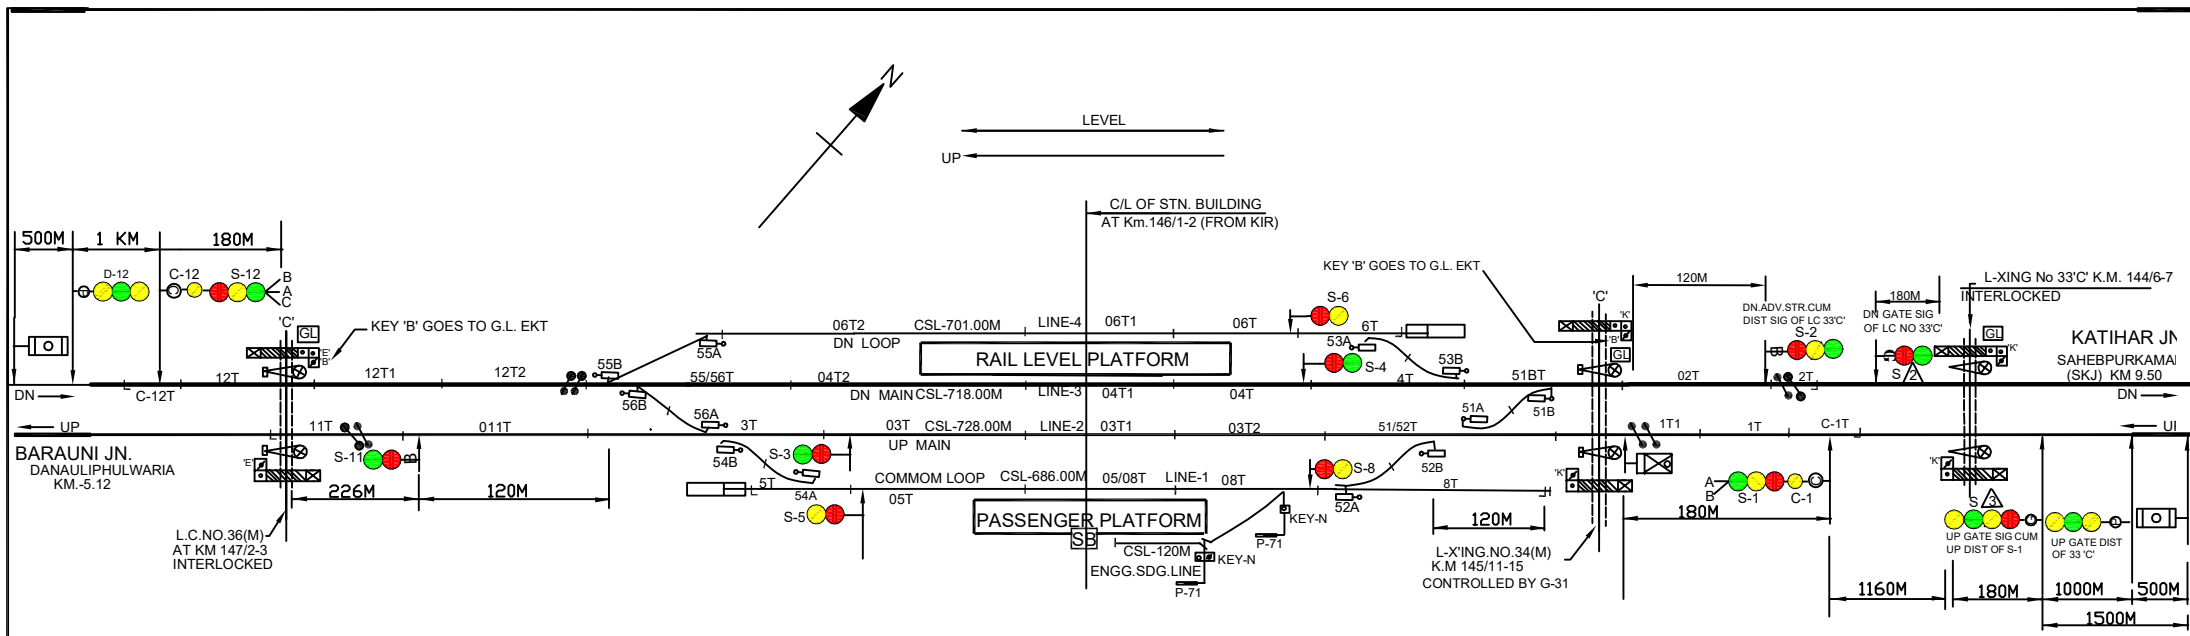 N
LEVEL
UP
C/L OF STN. BUILDING
AT Km.146/1-2 (FROM KIR)
500M
1 KM
180M
D-12
C-12
S-12
B
A
C
'C'
GL
KEY 'B' GOES TO G.L. EKT
'E'
'B'
KEY 'B' GOES TO G.L. EKT
S-6
'C'
'K'
'B'
GL
120M
DN.ADV.STR.CUM
DIST SIG OF LC 33'C'
S-2
180M
DN GATE SIG
OF LC NO 33'C'
S
2
L-XING No 33'C' K.M. 144/6-7
INTERLOCKED
GL
'K'
KATIHAR JN
SAHEBPURKAMAL
(SKJ) KM 9.50
06T2
CSL-701.00M
LINE-4
06T1
06T
6T
DN LOOP
RAIL LEVEL PLATFORM
55A
55B
53A
53B
S-4
12T
12T1
12T2
55/56T
04T2
4T
51BT
02T
2T
DN
C-12T
DN MAIN
CSL-718.00M
LINE-3
04T1
04T
DN
56B
56A
51A
51B
UP
11T
011T
3T
03T
CSL-728.00M
LINE-2
03T1
03T2
51/52T
1T1
1T
C-1T
UP
UP MAIN
BARAUNI JN.
DANAULIPHULWARIA
KM.-5.12
'E'
S-11
54B
S-3
S-8
52B
'K'
'K'
5T
54A
COMMOM LOOP
CSL-686.00M
05/08T
LINE-1
08T
8T
05T
52A
A
B
S-1
C-1
226M
120M
S-5
PASSENGER PLATFORM
SB
KEY-N
P-71
120M
180M
S
3
UP GATE SIG CUM
UP DIST OF S-1
UP GATE DIST
OF 33 'C'
L.C.NO.36(M)
AT KM 147/2-3
INTERLOCKED
CSL-120M
KEY-N
ENGG.SDG.LINE
P-71
L-X'ING.NO.34(M)
K.M 145/11-15
CONTROLLED BY G-31
1160M
180M
1000M
500M
1500M